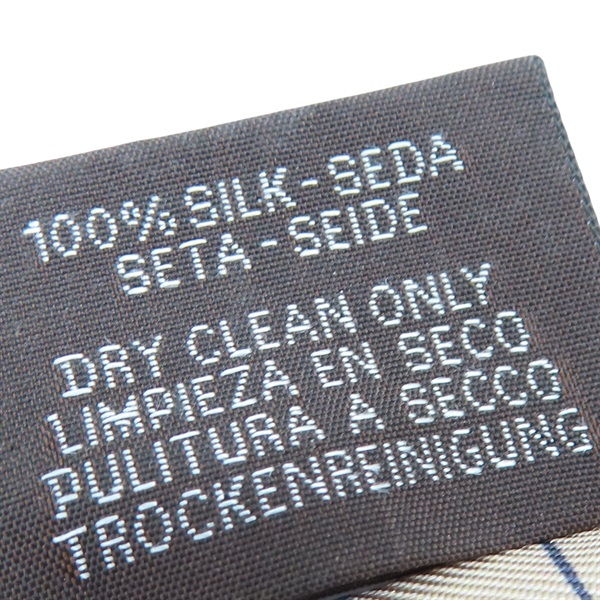 100% SILK-SEDA
SETA-SEIDE
DRY CLEAN ONLY
LIMPIEZA EN SECO
PULITURA A SECCO
TROCKENREINIGUNG